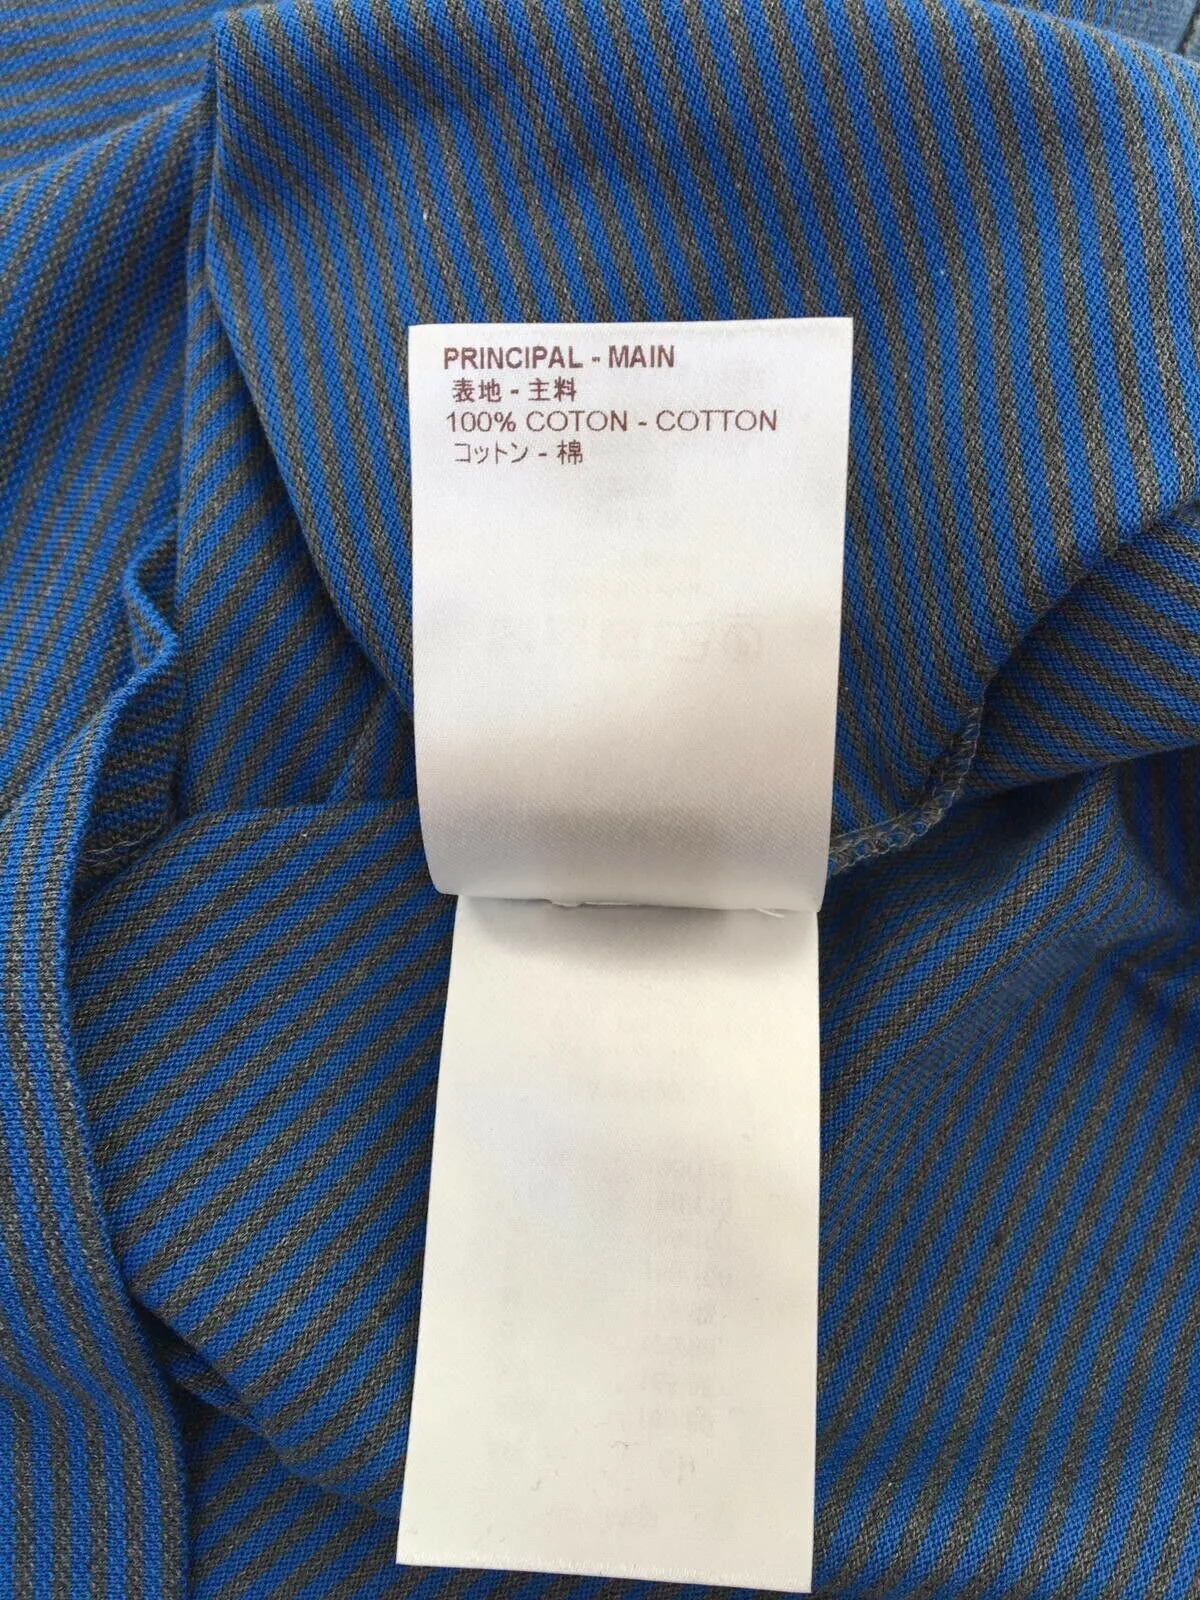 PRINCIPAL - MAIN
表地 - 主料
100% COTON - COTTON
コットン - 棉